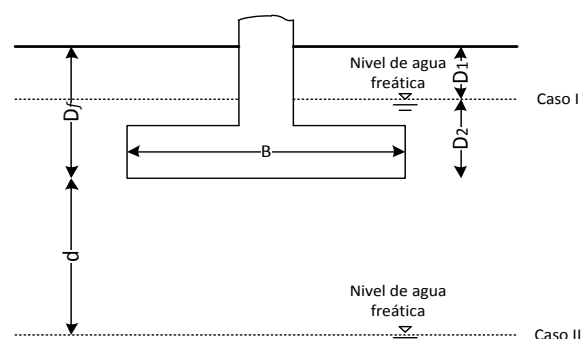 Nivel de agua
freática
D1
Caso I
Df
D2
B
d
Nivel de agua
freática
Caso II